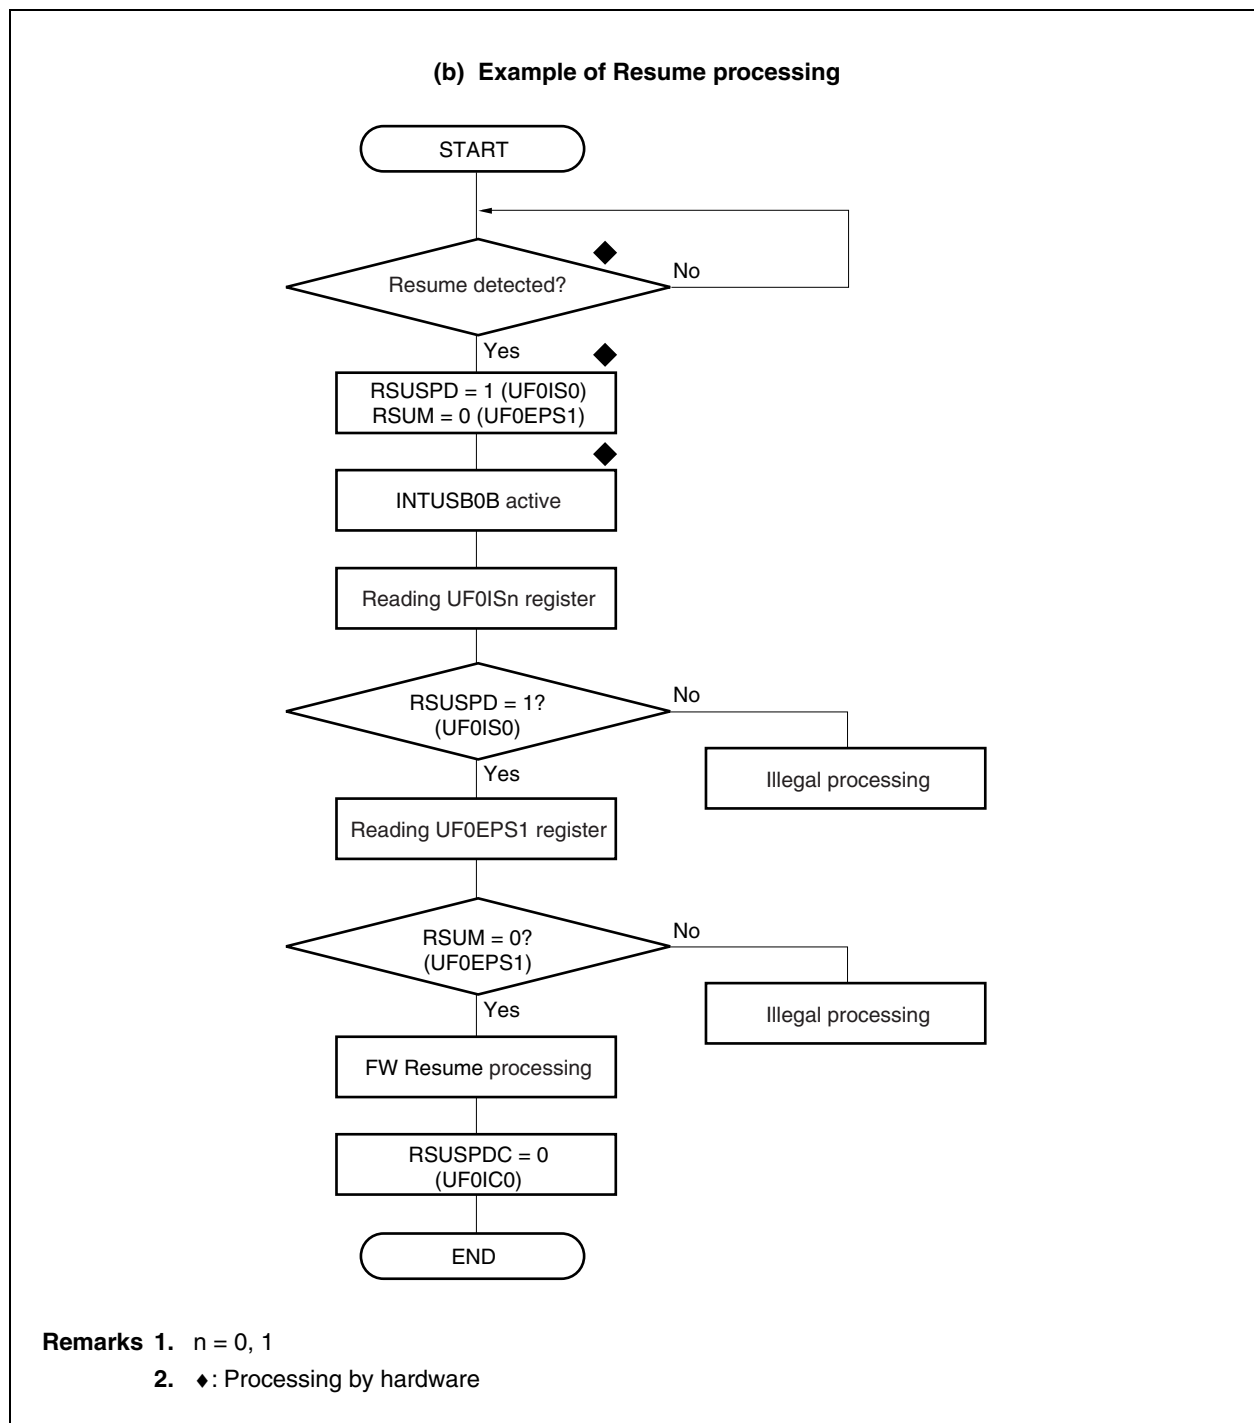 (b) Example of Resume processing
START
Resume detected?
No
Yes
RSUSPD = 1 (UF0IS0)
RSUM = 0 (UF0EPS1)
INTUSB0B active
Reading UF0ISn register
RSUSPD = 1?
(UF0IS0)
No
Illegal processing
Yes
Reading UF0EPS1 register
RSUM = 0?
(UF0EPS1)
No
Illegal processing
Yes
FW Resume processing
RSUSPDC = 0
(UF0IC0)
END
Remarks 1. n = 0, 1
2. ♦: Processing by hardware